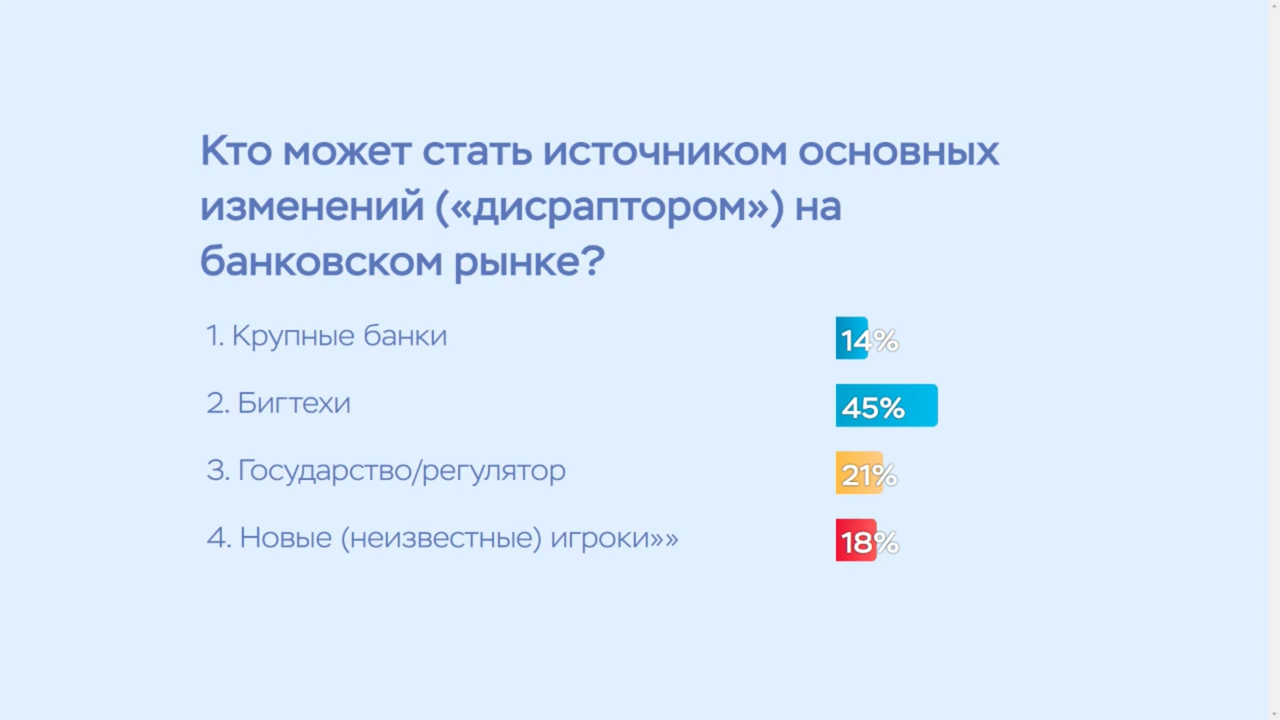 Кто может стать источником основных
изменений («дисраптором») на
банковском рынке?
1. Крупные банки 14%
2. Бигтехи 45%
3. Государство/регулятор 21%
4. Новые (неизвестные) игроки»» 18%